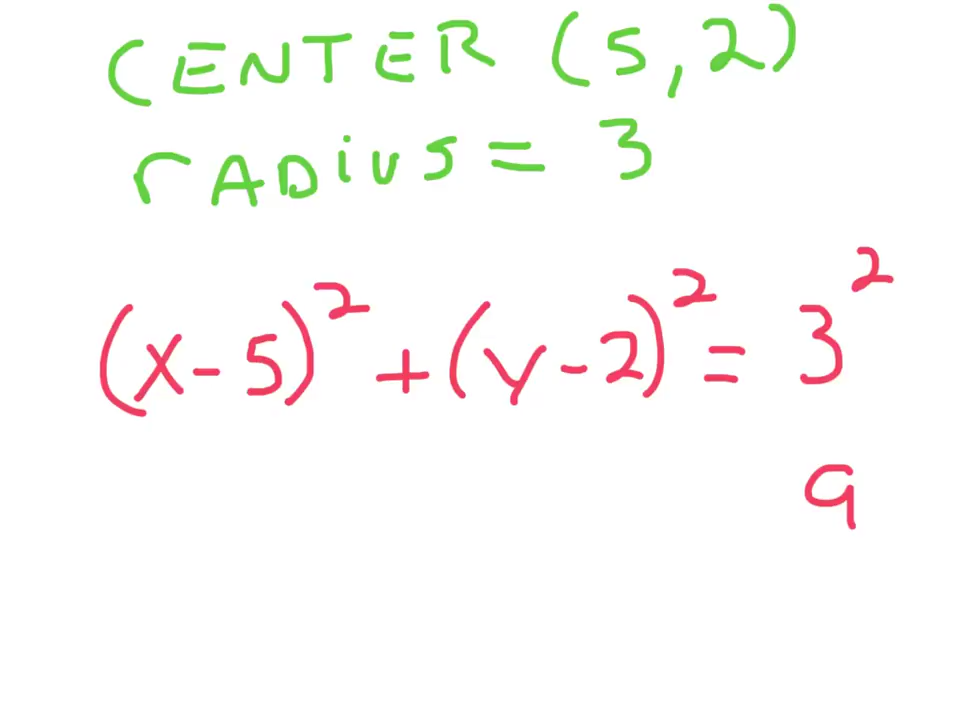 CENTER (5,2)
rADiuS = 3
(x-5)² + (y-2)² = 3²
9